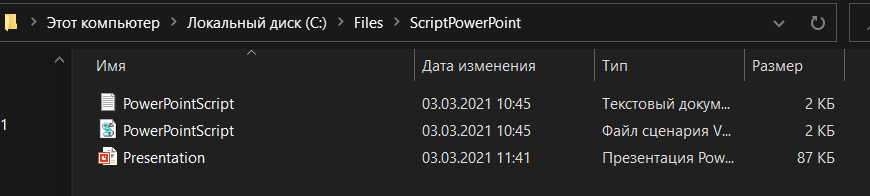 Этот компьютер > Локальный диск (C:) > Files > ScriptPowerPoint
Имя Дата изменения Тип Размер
PowerPointScript 03.03.2021 10:45 Текстовый докум... 2 КБ
1
PowerPointScript 03.03.2021 10:45 Файл сценария V... 2 КБ
Presentation 03.03.2021 11:41 Презентация Pow... 87 КБ